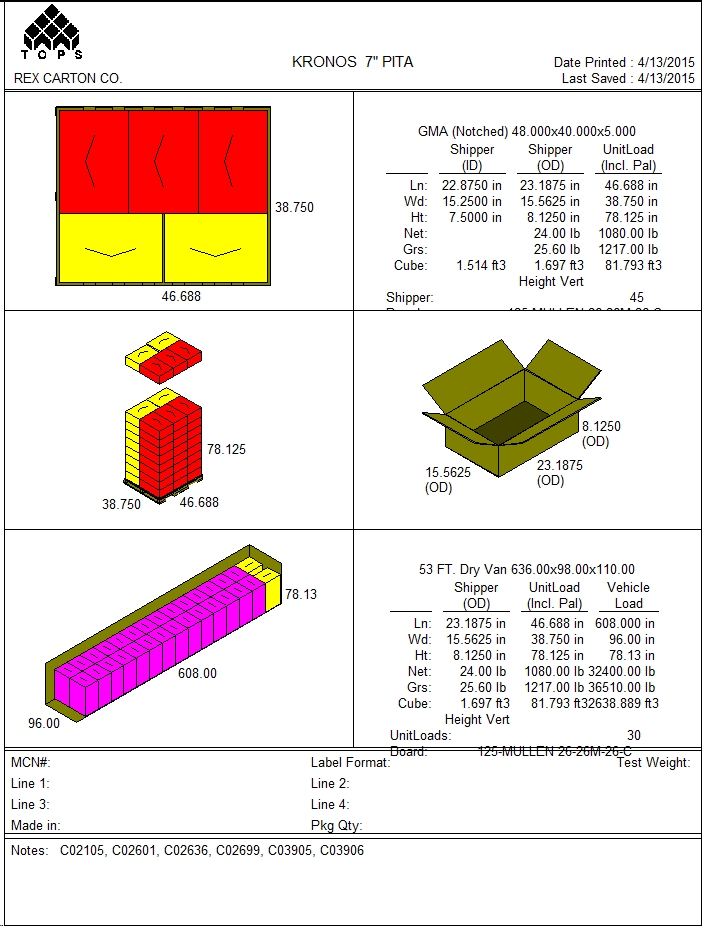 TOPS
REX CARTON CO.
KRONOS 7" PITA
Date Printed : 4/13/2015
Last Saved : 4/13/2015
38.750
46.688
GMA (Notched) 48.000x40.000x5.000
Shipper Shipper UnitLoad
(ID) (OD) (Incl. Pal)
Ln: 22.8750 in 23.1875 in 46.688 in
Wd: 15.2500 in 15.5625 in 38.750 in
Ht: 7.5000 in 8.1250 in 78.125 in
Net: 24.00 lb 1080.00 lb
Grs: 25.60 lb 1217.00 lb
Cube: 1.514 ft3 1.697 ft3 81.793 ft3
Height Vert
Shipper: 45
78.125
38.750
46.688
8.1250
(OD)
15.5625
(OD)
23.1875
(OD)
78.13
608.00
96.00
53 FT. Dry Van 636.00x98.00x110.00
Shipper UnitLoad Vehicle
(OD) (Incl. Pal) Load
Ln: 23.1875 in 46.688 in 608.000 in
Wd: 15.5625 in 38.750 in 96.00 in
Ht: 8.1250 in 78.125 in 78.13 in
Net: 24.00 lb 1080.00 lb 32400.00 lb
Grs: 25.60 lb 1217.00 lb 36510.00 lb
Cube: 1.697 ft3 81.793 ft32638.889 ft3
Height Vert
UnitLoads: 30
Board: 125-MULLEN 26-26M-26-C
MCN#: Label Format: Test Weight:
Line 1: Line 2:
Line 3: Line 4:
Made in: Pkg Qty:
Notes: C02105, C02601, C02636, C02699, C03905, C03906